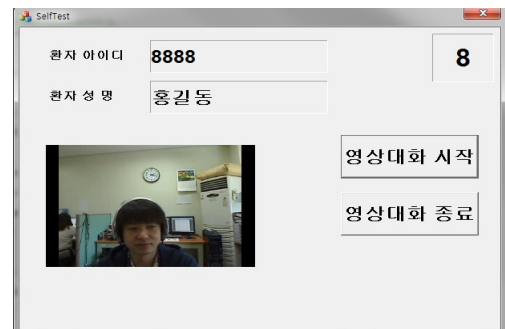 SelfTest
환자 아이디 8888
8
환자 성 명 홍길동
영상대화 시작
영상대화 종료